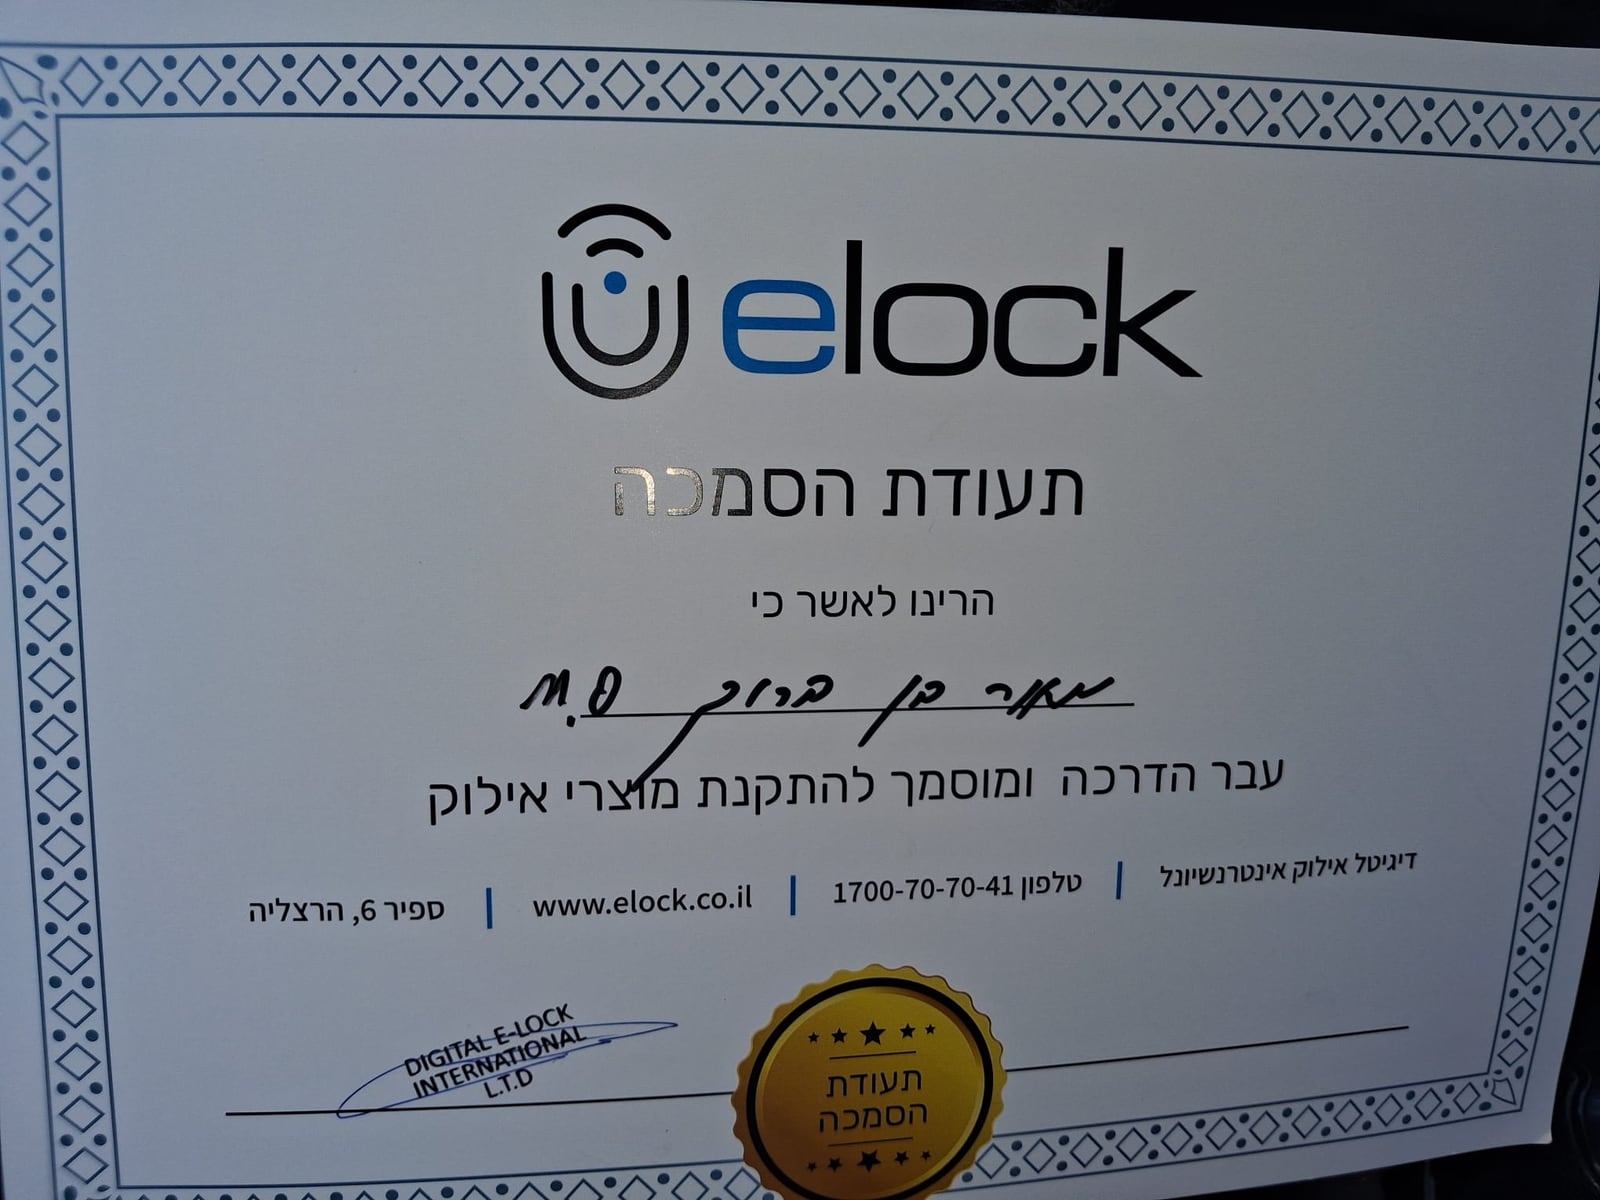 elock
תעודת הסמכה
הרינו לאשר כי
מאור בן ברוך M.O
עבר הדרכה ומוסמך להתקנת מוצרי אילוק
דיגיטל אילוק אינטרנשיונל | טלפון 1700-70-70-41 | www.elock.co.il | ספיר 6, הרצליה
DIGITAL E-LOCK
INTERNATIONAL
L.T.D
תעודת
הסמכה